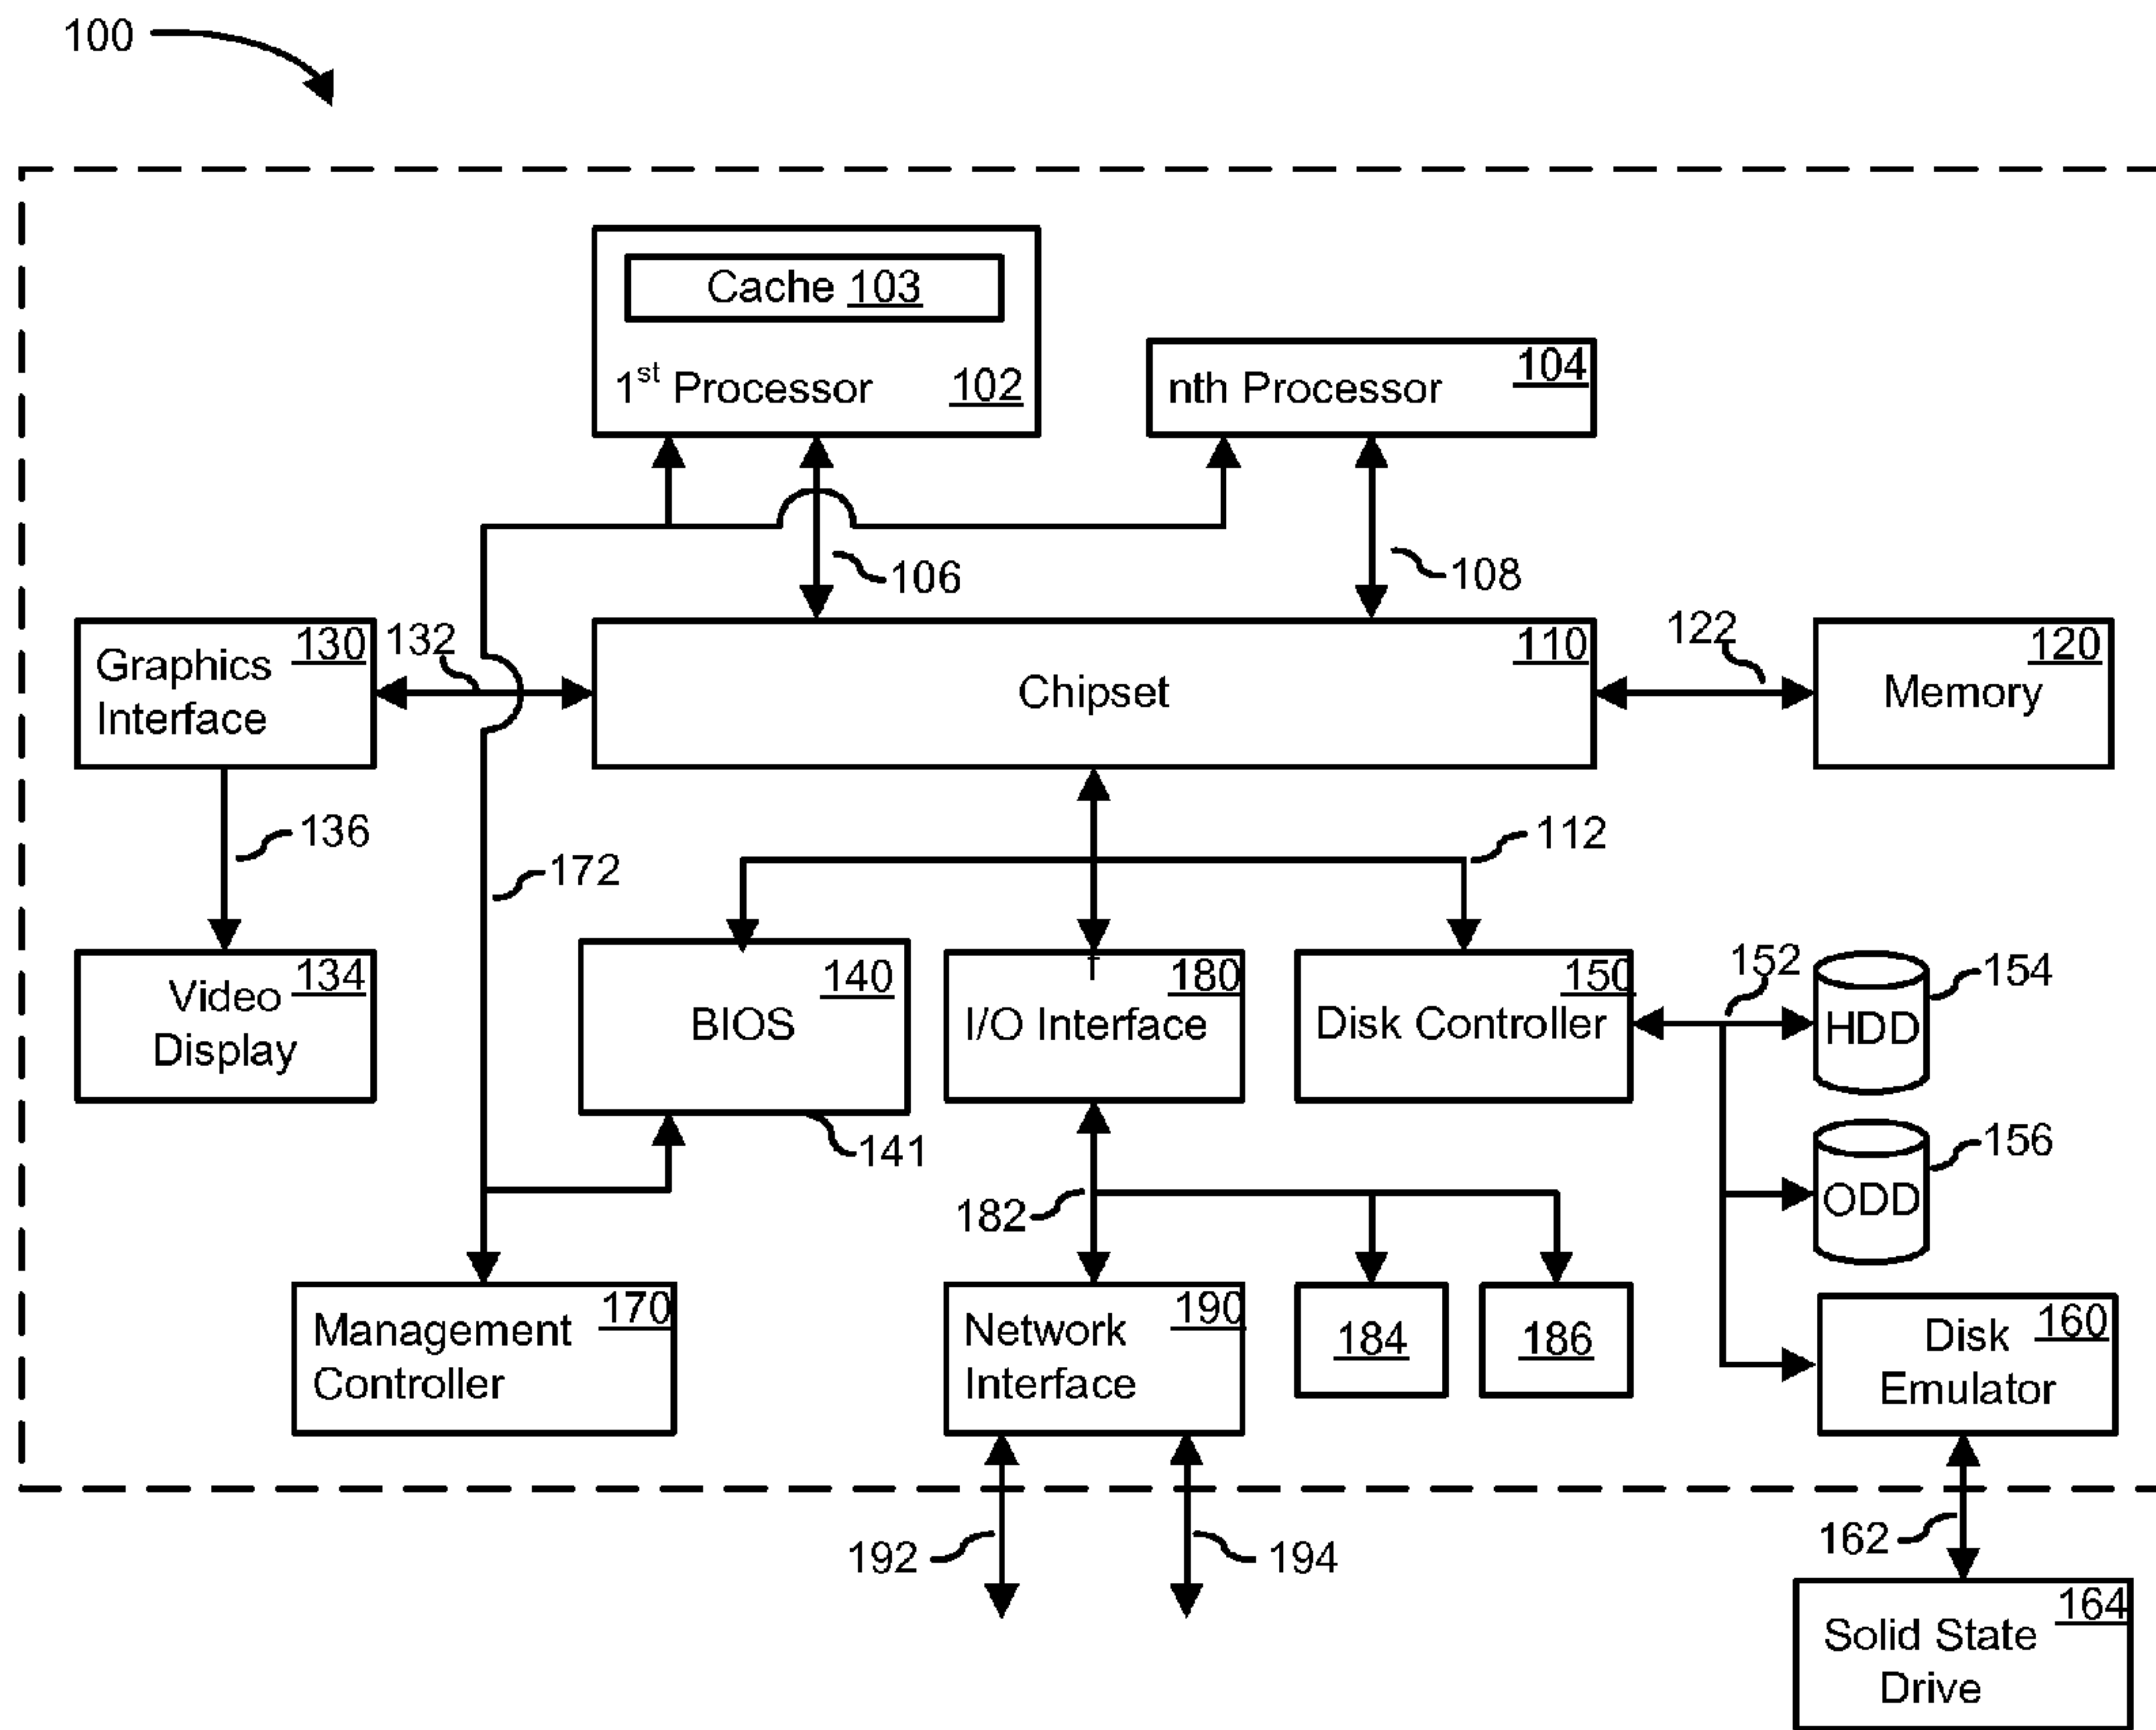 100
Cache 103
1st Processor 102
nth Processor 104
106
108
Graphics
Interface
130
132
Chipset
110
122
Memory
120
136
172
112
Video
Display
134
BIOS
140
141
I/O Interface
180
Disk Controller
150
152
HDD
154
ODD
156
182
Management
Controller
170
Network
Interface
190
184
186
Disk
Emulator
160
192
194
162
Solid State
Drive
164